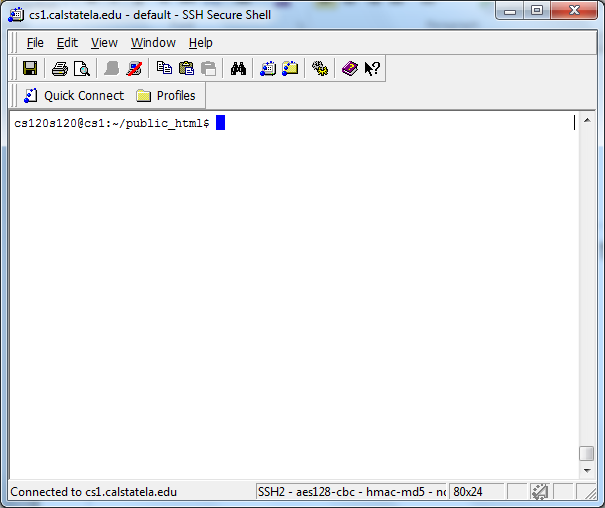 cs1.calstatela.edu - default - SSH Secure Shell
File Edit View Window Help
Quick Connect Profiles
cs120s120@cs1:~/public_html$
Connected to cs1.calstatela.edu SSH2 - aes128-cbc - hmac-md5 - nc 80x24